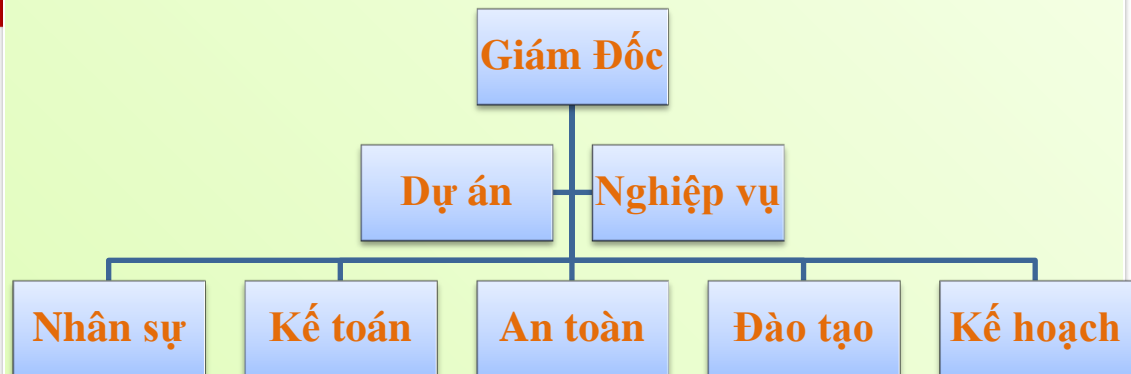 Giám Đốc
Dự án
Nghiệp vụ
Nhân sự
Kế toán
An toàn
Đào tạo
Kế hoạch